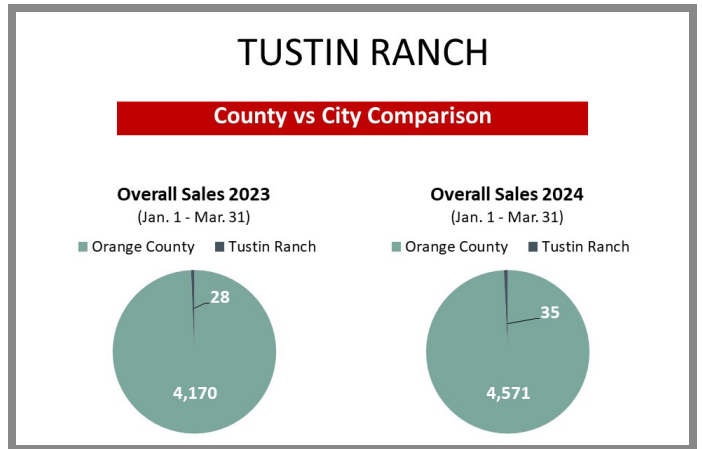 TUSTIN RANCH
County vs City Comparison
Overall Sales 2023
(Jan. 1 - Mar. 31)
Orange County Tustin Ranch
28
4,170
Overall Sales 2024
(Jan. 1 - Mar. 31)
Orange County Tustin Ranch
35
4,571